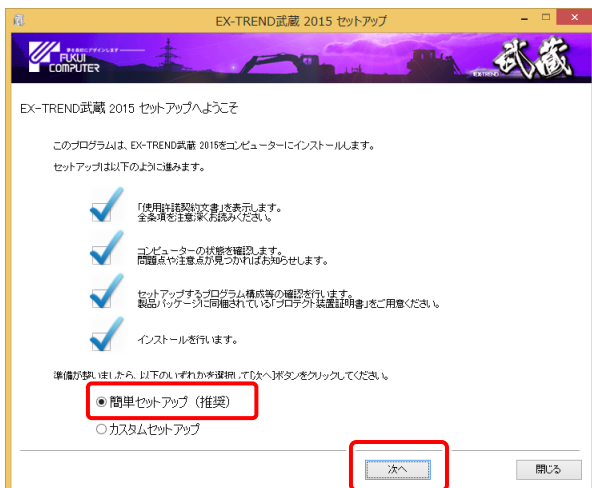 EX-TREND武蔵 2015 セットアップ
FUKUI
COMPUTER
EX-TREND
武蔵
EX-TREND武蔵 2015 セットアップへようこそ
このプログラムは、EX-TREND武蔵 2015をコンピューターにインストールします。
セットアップは以下のように進みます。
「使用許諾契約文書」を表示します。
全条項を注意深くお読みください。
コンピューターの状態を確認します。
問題点や注意点が見つかればお知らせします。
セットアップするプログラム構成等の確認を行います。
製品パッケージに同梱されている「プロテクト装置証明書」をご用意ください。
インストールを行います。
準備が整いましたら、以下のいずれかを選択して[次へ]ボタンをクリックしてください。
簡単セットアップ（推奨）
カスタムセットアップ
次へ
閉じる